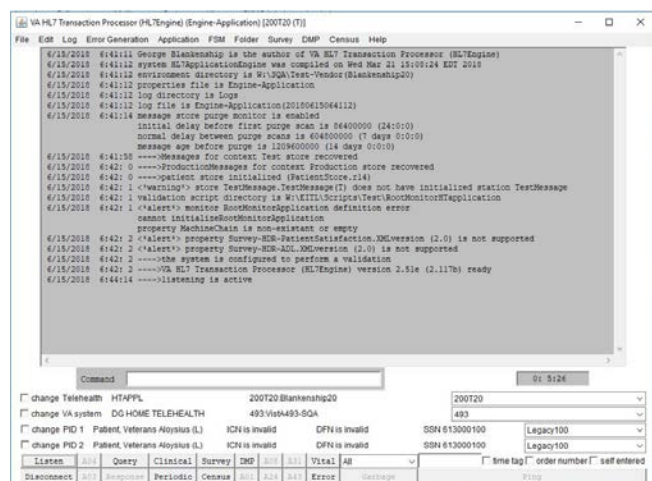 VA HL7 Transaction Processor (HL7Engine) (Engine-Application) [200T20 (T)]
File Edit Log Error Generation Application FSM Folder Survey DMP Census Help
6/15/2018 6:41:11 George Blankenship is the author of VA HL7 Transaction Processor (HL7Engine)
6/15/2018 6:41:12 system HL7ApplicationEngine was compiled on Wed Mar 21 15:08:24 EDT 2018
6/15/2018 6:41:12 environment directory is W:\SQA\Test-Vendor(Blankenship20)
6/15/2018 6:41:12 properties file is Engine-Application
6/15/2018 6:41:12 log directory is Logs
6/15/2018 6:41:12 log file is Engine-Application(20180615064112)
6/15/2018 6:41:14 message store purge monitor is enabled
initial delay before first purge scan is 86400000 (24:0:0)
normal delay between purge scans is 604800000 (7 days 0:0:0)
message age before purge is 1209600000 (14 days 0:0:0)
6/15/2018 6:41:58 ---->Messages for context Test store recovered
6/15/2018 6:42: 0 ---->ProductionMessages for context Production store recovered
6/15/2018 6:42: 0 ---->patient store initialized (PatientStore.r14)
6/15/2018 6:42: 1 <*warning*> store TestMessage.TestMessage(T) does not have initialized station TestMessage
6/15/2018 6:42: 1 validation script directory is W:\EITL\Scripts\Test\RootMonitorHTapplication
6/15/2018 6:42: 2 <*alert*> monitor RootMonitorApplication definition error
cannot initializeRootMonitorApplication
property MachineChain is non-existant or empty
6/15/2018 6:42: 2 <*alert*> property Survey-HDR-PatientSatisfaction.XMLversion (2.0) is not supported
6/15/2018 6:42: 2 <*alert*> property Survey-HDR-ADL.XMLversion (2.0) is not supported
6/15/2018 6:42: 2 ---->the system is configured to perform a validation
6/15/2018 6:42: 2 ---->VA HL7 Transaction Processor (HL7Engine) version 2.51e (2.117b) ready
6/15/2018 6:44:14 ---->listening is active
Command 0: 5:26
change Telehealth HTAPPL 200T20:Blankenship20 200T20
change VA system DG HOME TELEHEALTH 493:VistA493-SQA 493
change PID 1 Patient, Veterans Aloysius (L) ICN is invalid DFN is invalid SSN 613000100 Legacy100
change PID 2 Patient, Veterans Aloysius (L) ICN is invalid DFN is invalid SSN 613000100 Legacy100
Listen A04 Query Clinical Survey DMP A08 A31 Vital All time tag order number self entered
Disconnect A03 Response Periodic Census A01 A24 A43 Error Garbage Ping